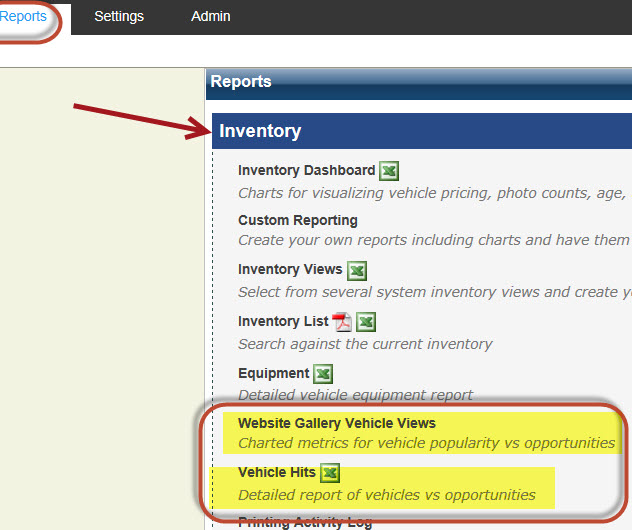 Reports Settings Admin
Reports
Inventory
Inventory Dashboard
Charts for visualizing vehicle pricing, photo counts, age,
Custom Reporting
Create your own reports including charts and have them
Inventory Views
Select from several system inventory views and create
Inventory List
Search against the current inventory
Equipment
Detailed vehicle equipment report
Website Gallery Vehicle Views
Charted metrics for vehicle popularity vs opportunities
Vehicle Hits
Detailed report of vehicles vs opportunities
Printing Activity Log